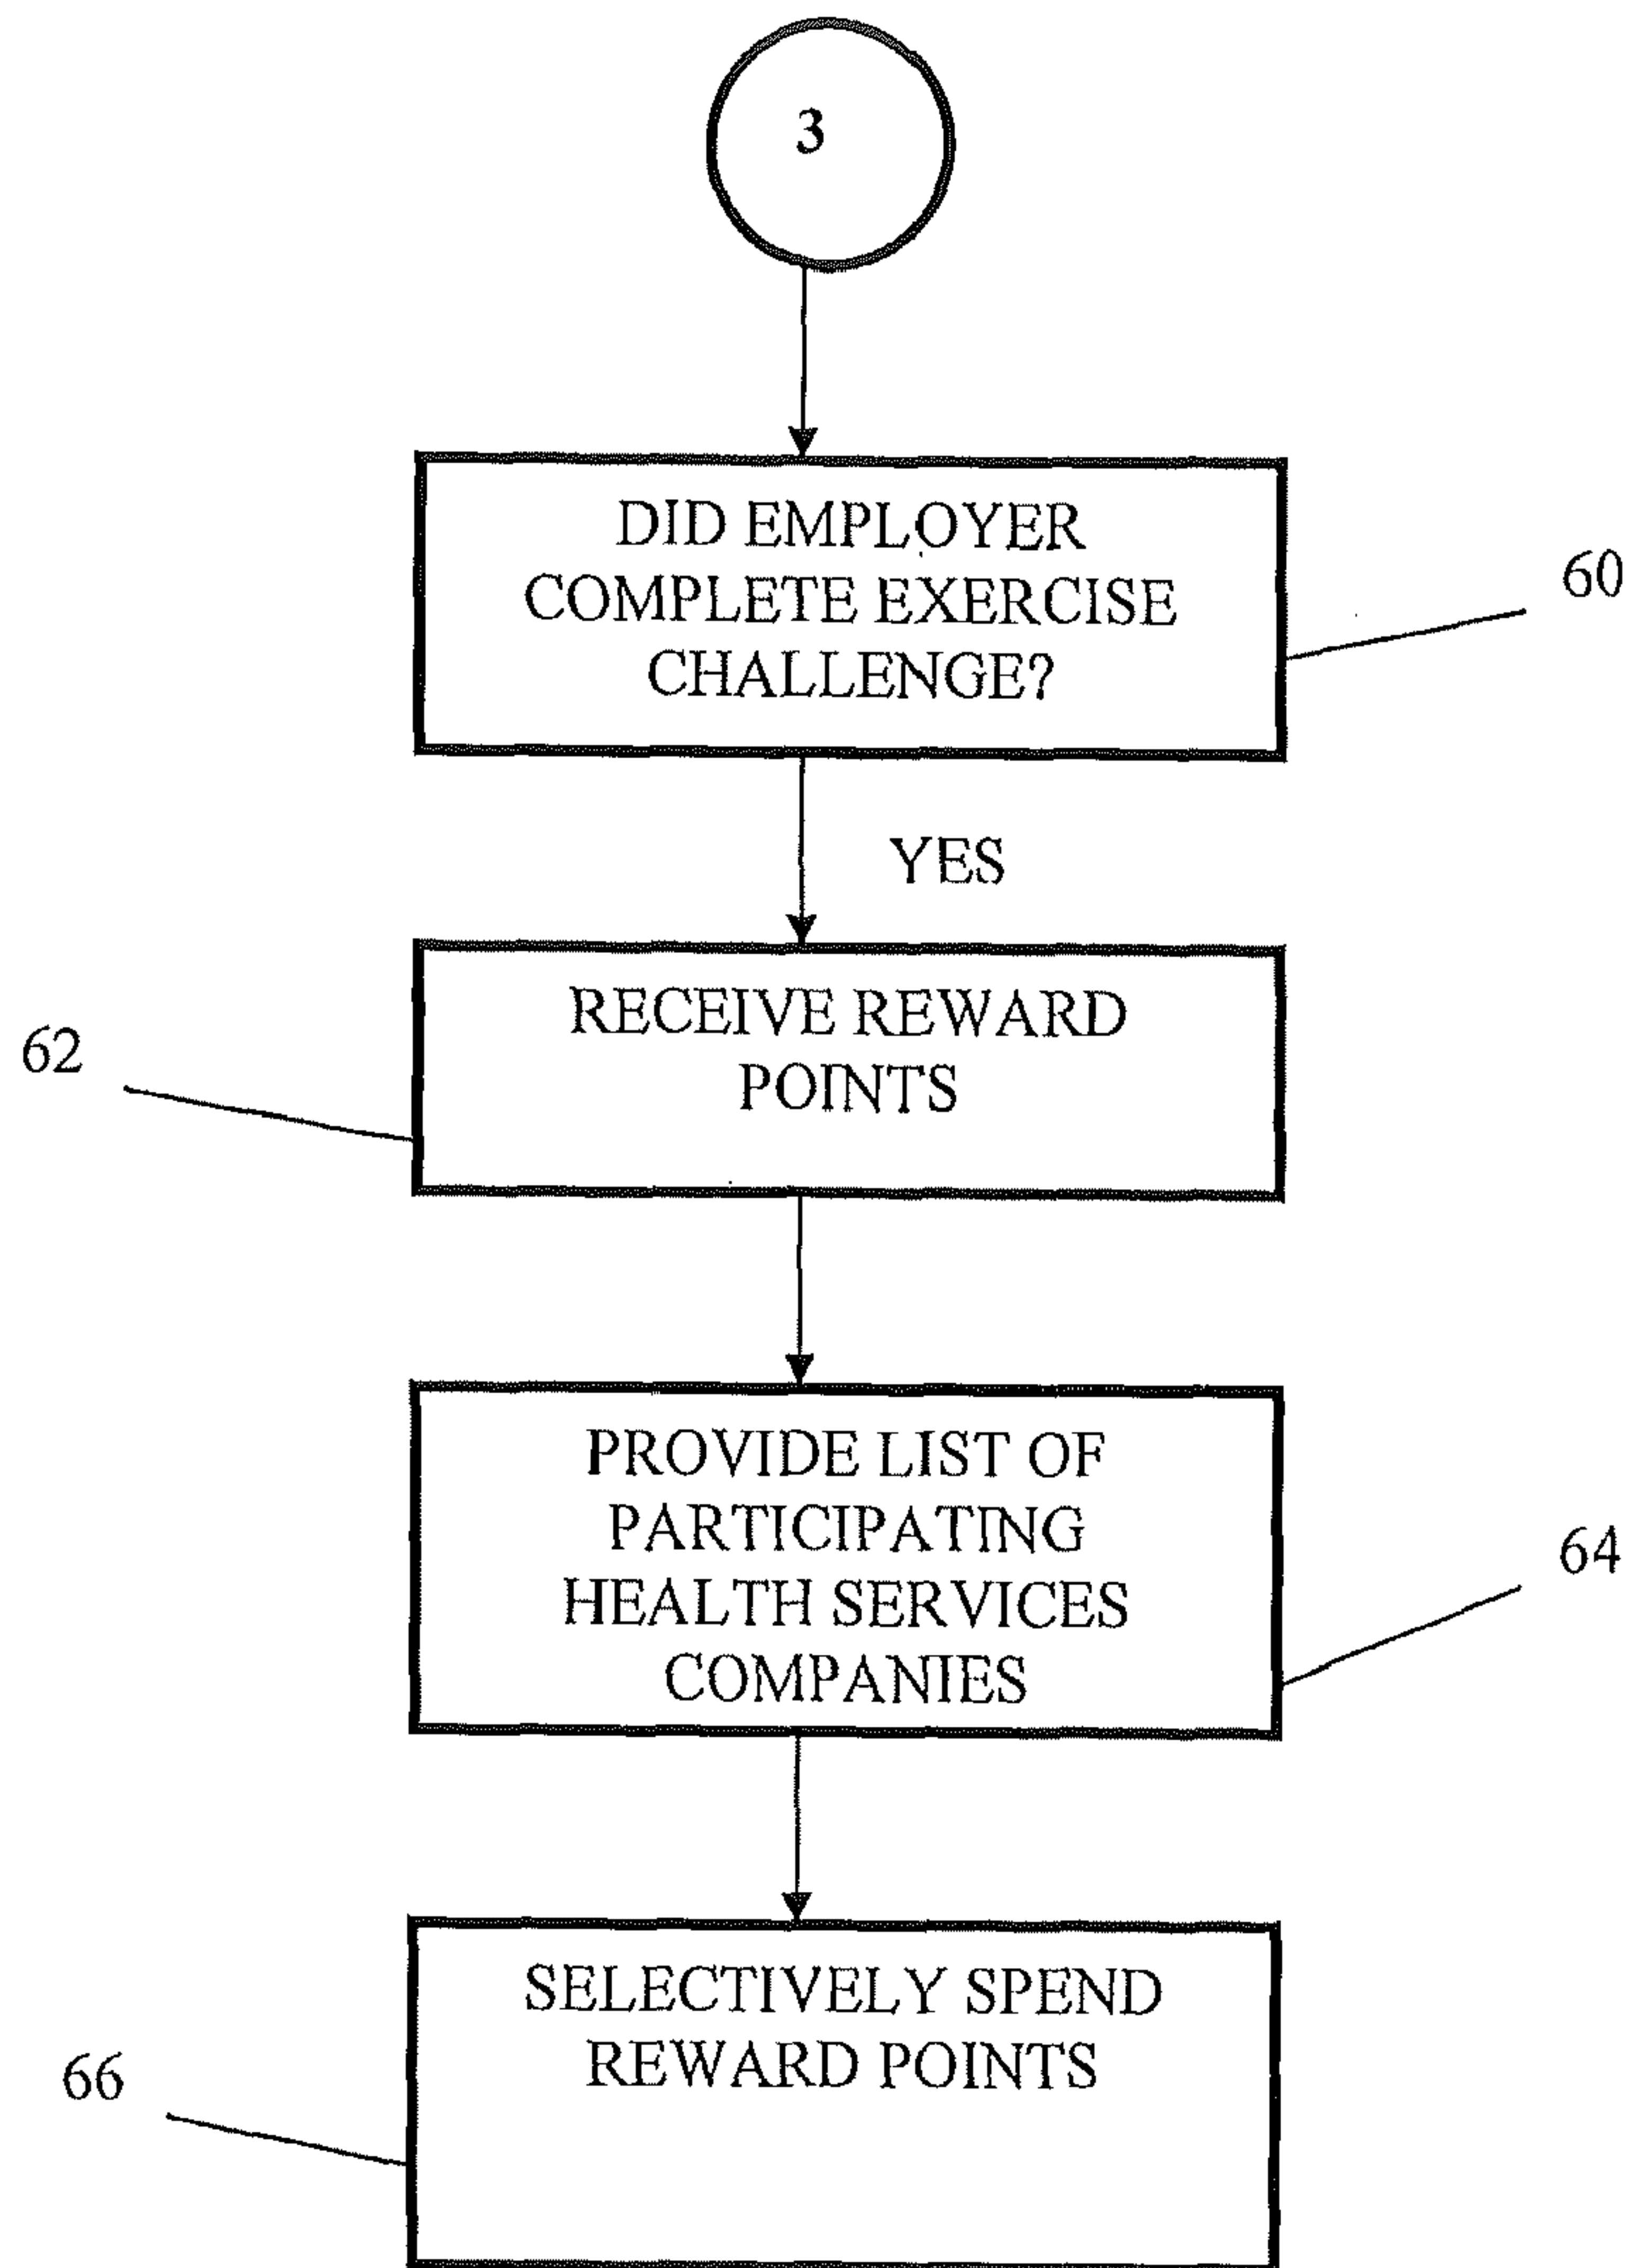 3
DID EMPLOYER
COMPLETE EXERCISE
CHALLENGE?
60
YES
RECEIVE REWARD
POINTS
62
PROVIDE LIST OF
PARTICIPATING
HEALTH SERVICES
COMPANIES
64
SELECTIVELY SPEND
REWARD POINTS
66